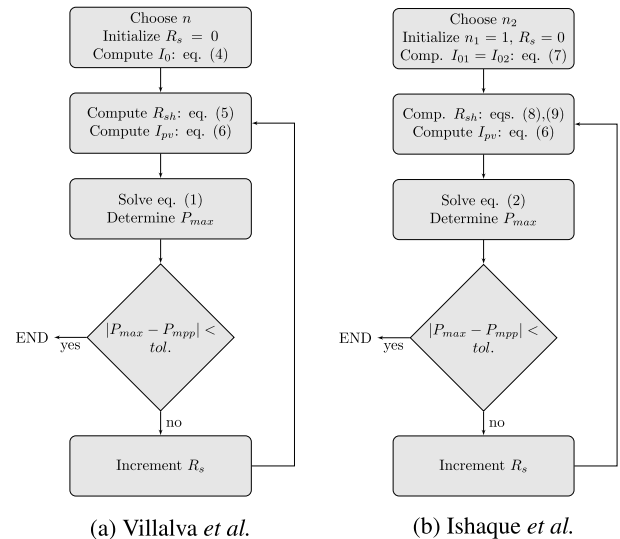 Choose n
Initialize R_s = 0
Compute I_0: eq. (4)
Compute R_sh: eq. (5)
Compute I_pv: eq. (6)
Solve eq. (1)
Determine P_max
|P_max − P_mpp| <
tol.
END
yes
no
Increment R_s
(a) Villalva et al.
Choose n_2
Initialize n_1 = 1, R_s = 0
Comp. I_01 = I_02: eq. (7)
Comp. R_sh: eqs. (8),(9)
Compute I_pv: eq. (6)
Solve eq. (2)
Determine P_max
|P_max − P_mpp| <
tol.
END
yes
no
Increment R_s
(b) Ishaque et al.